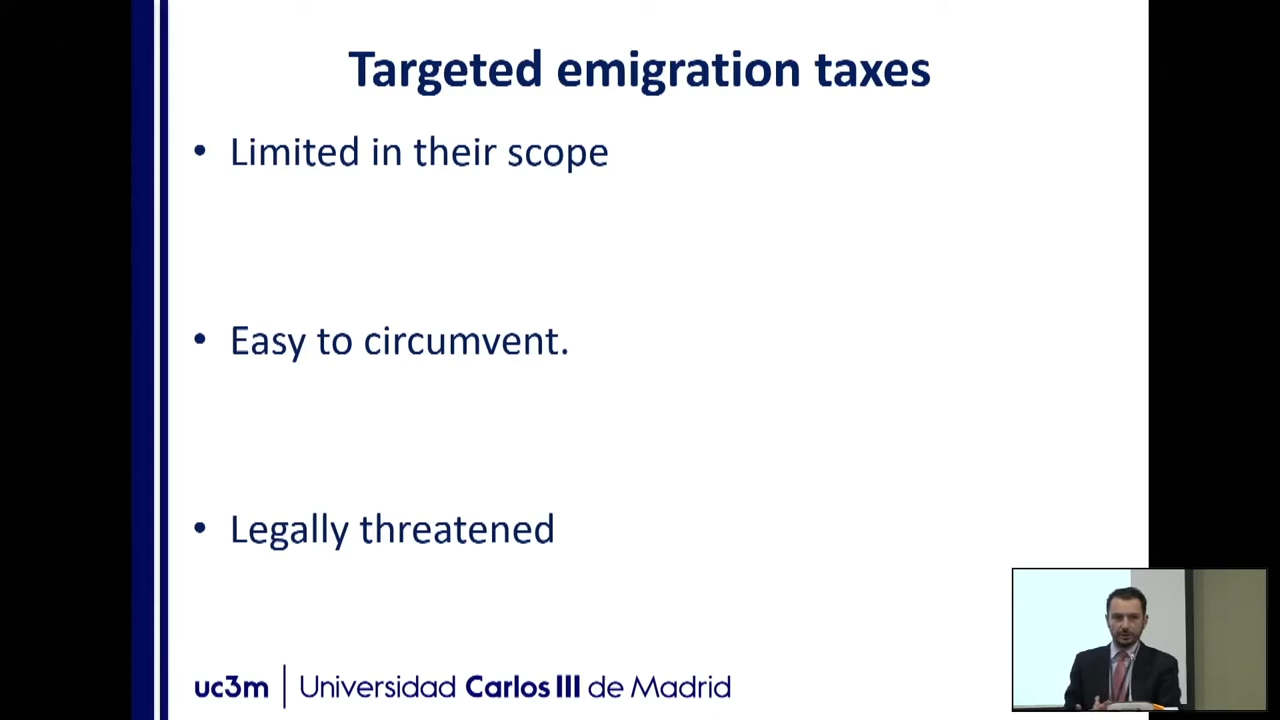 Targeted emigration taxes
• Limited in their scope
• Easy to circumvent.
• Legally threatened
uc3m | Universidad Carlos III de Madrid